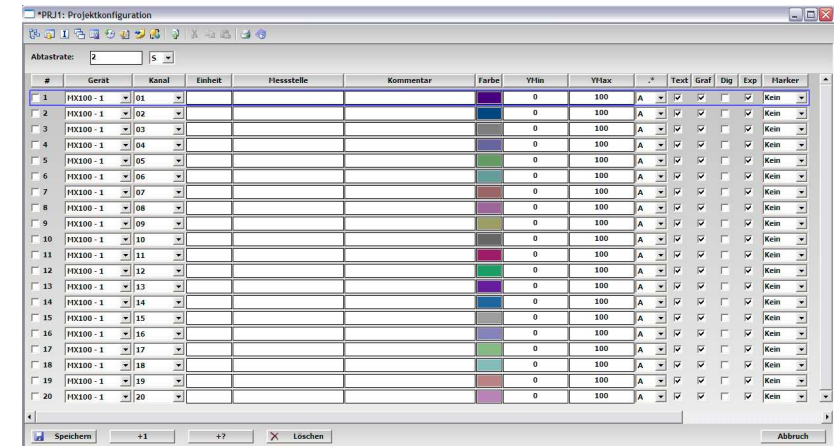 *PRJ1: Projektkonfiguration
Abtastrate: 2 S
# Gerät Kanal Einheit Messstelle Kommentar Farbe YMin YMax .* Text Graf Dig Exp Marker
1 MX100 - 1 01 0 100 A Kein
2 MX100 - 1 02 0 100 A Kein
3 MX100 - 1 03 0 100 A Kein
4 MX100 - 1 04 0 100 A Kein
5 MX100 - 1 05 0 100 A Kein
6 MX100 - 1 06 0 100 A Kein
7 MX100 - 1 07 0 100 A Kein
8 MX100 - 1 08 0 100 A Kein
9 MX100 - 1 09 0 100 A Kein
10 MX100 - 1 10 0 100 A Kein
11 MX100 - 1 11 0 100 A Kein
12 MX100 - 1 12 0 100 A Kein
13 MX100 - 1 13 0 100 A Kein
14 MX100 - 1 14 0 100 A Kein
15 MX100 - 1 15 0 100 A Kein
16 MX100 - 1 16 0 100 A Kein
17 MX100 - 1 17 0 100 A Kein
18 MX100 - 1 18 0 100 A Kein
19 MX100 - 1 19 0 100 A Kein
20 MX100 - 1 20 0 100 A Kein
Speichern +1 +? Löschen Abbruch